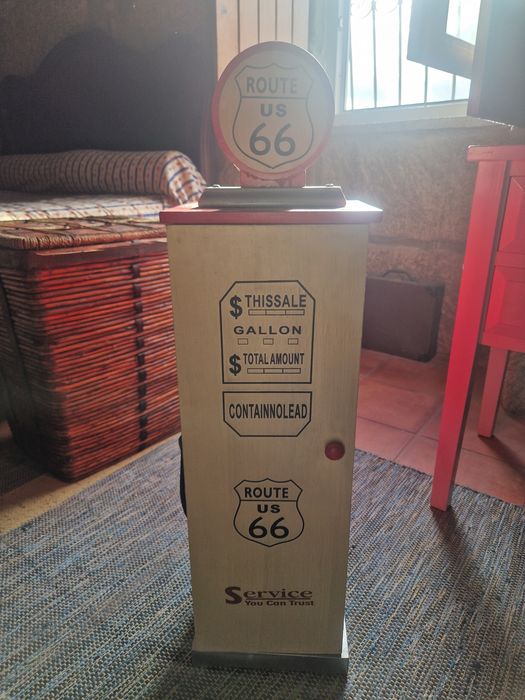 ROUTE
US
66
$ THISSALE
GALLON
$ TOTALAMOUNT
CONTAINNOLEAD
ROUTE
US
66
Service
You Can Trust